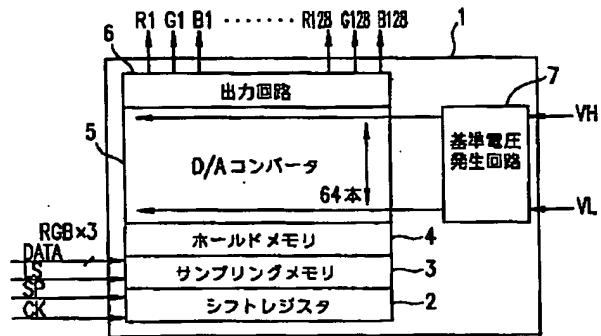 R1 G1 B1 ········ R128 G128 B128
1
6
出力回路
7
VH
5
基準電圧
発生回路
D/Aコンバータ
64本
VL
RGB×3
ホールドメモリ
4
DATA
LS
サンプリングメモリ
3
SP
シフトレジスタ
2
CK